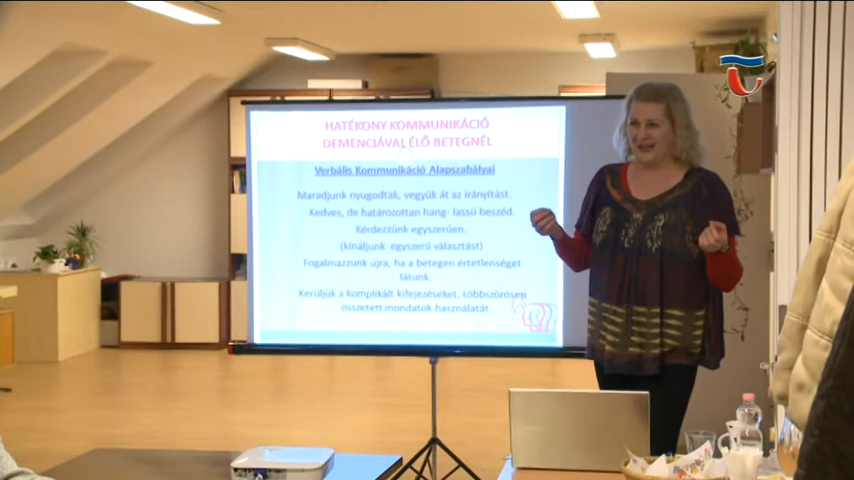 HATÉKONY KOMMUNIKÁCIÓ
DEMENCIÁVAL ÉLŐ BETEGNÉL
Verbális Kommunikáció Alapszabályai
Maradjunk nyugodtak, vegyük át az irányítást.
Kedves, de határozottan hang- lassú beszéd.
Kérdezzünk egyszerűen.
(kínáljunk egyszerű választást)
Fogalmazzunk újra, ha a betegen értetlenséget
látunk.
Kerüljük a komplikált kifejezéseket, többszörösen
összetett mondatok használatát